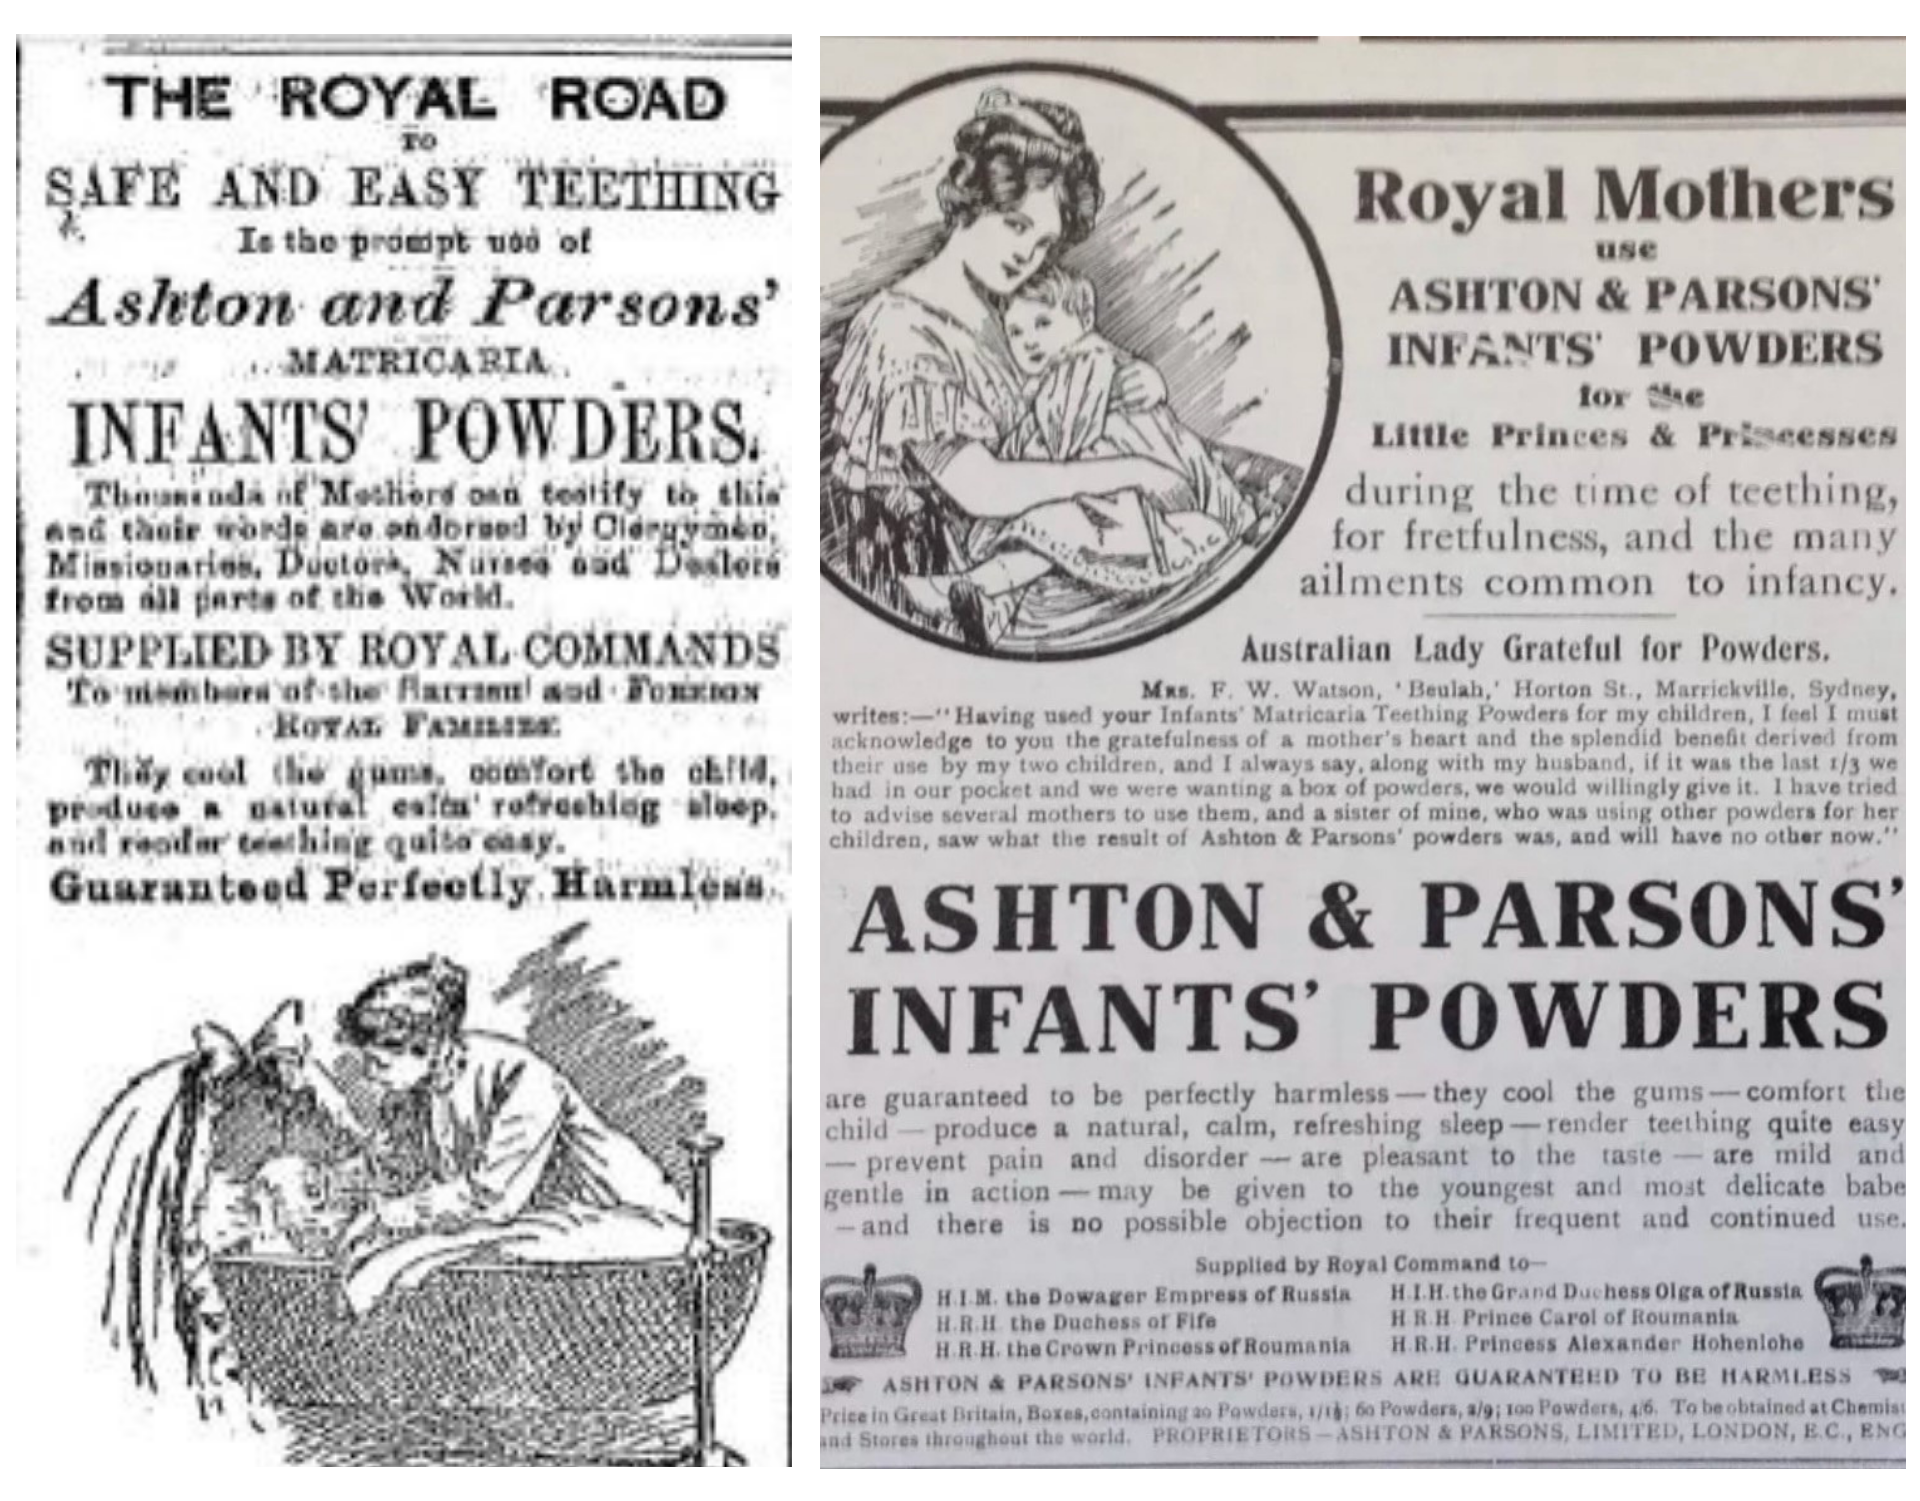 THE ROYAL ROAD
TO
SAFE AND EASY TEETHING
Is the prompt use of
Ashton and Parsons'
MATRICARIA
INFANTS' POWDERS.
Thousands of Mothers can testify to this
and their words are endorsed by Clergymen,
Missionaries, Doctors, Nurses and Dealers
from all parts of the World.
SUPPLIED BY ROYAL COMMANDS
To members of the and FOREIGN
ROYAL FAMILIES.
They cool the gums, comfort the child,
produce a natural calm refreshing sleep,
and render teething quite easy.
Guaranteed Perfectly Harmless.
Royal Mothers
use
ASHTON & PARSONS'
INFANTS' POWDERS
for the
Little Princes & Princesses
during the time of teething,
for fretfulness, and the many
ailments common to infancy.
Australian Lady Grateful for Powders.
MRS. F. W. Watson, 'Beulah,' Horton St., Marrickville, Sydney,
writes:—"Having used your Infants' Matricaria Teething Powders for my children, I feel I must
acknowledge to you the gratefulness of a mother's heart and the splendid benefit derived from
their use by my two children, and I always say, along with my husband, if it was the last 1/3 we
had in our pocket and we were wanting a box of powders, we would willingly give it. I have tried
to advise several mothers to use them, and a sister of mine, who was using other powders for her
children, saw what the result of Ashton & Parsons' powders was, and will have no other now."
ASHTON & PARSONS'
INFANTS' POWDERS
are guaranteed to be perfectly harmless — they cool the gums — comfort the
child — produce a natural, calm, refreshing sleep — render teething quite easy
— prevent pain and disorder — are pleasant to the taste — are mild and
gentle in action — may be given to the youngest and most delicate babe
— and there is no possible objection to their frequent and continued use.
Supplied by Royal Command to—
H.I.M. the Dowager Empress of Russia
H.R.H. the Duchess of Fife
H.R.H. the Crown Princess of Roumania
H.I.H. the Grand Duchess Olga of Russia
H.R.H. Prince Carol of Roumania
H.R.H. Princess Alexander Hohenlohe
ASHTON & PARSONS' INFANTS' POWDERS ARE GUARANTEED TO BE HARMLESS
Price in Great Britain, Boxes, containing 20 Powders, 1/1½; 60 Powders, 2/9; 100 Powders, 4/6. To be obtained at Chemis
and Stores throughout the world. PROPRIETORS—ASHTON & PARSONS, LIMITED, LONDON, E.C., ENG